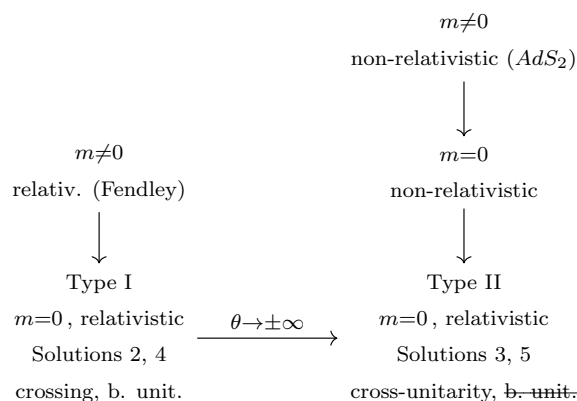 m≠0
non-relativistic (AdS₂)
m≠0
relativ. (Fendley)
m=0
non-relativistic
Type I
m=0 , relativistic
Solutions 2, 4
crossing, b. unit.
θ→±∞
Type II
m=0 , relativistic
Solutions 3, 5
cross-unitarity, b. unit.